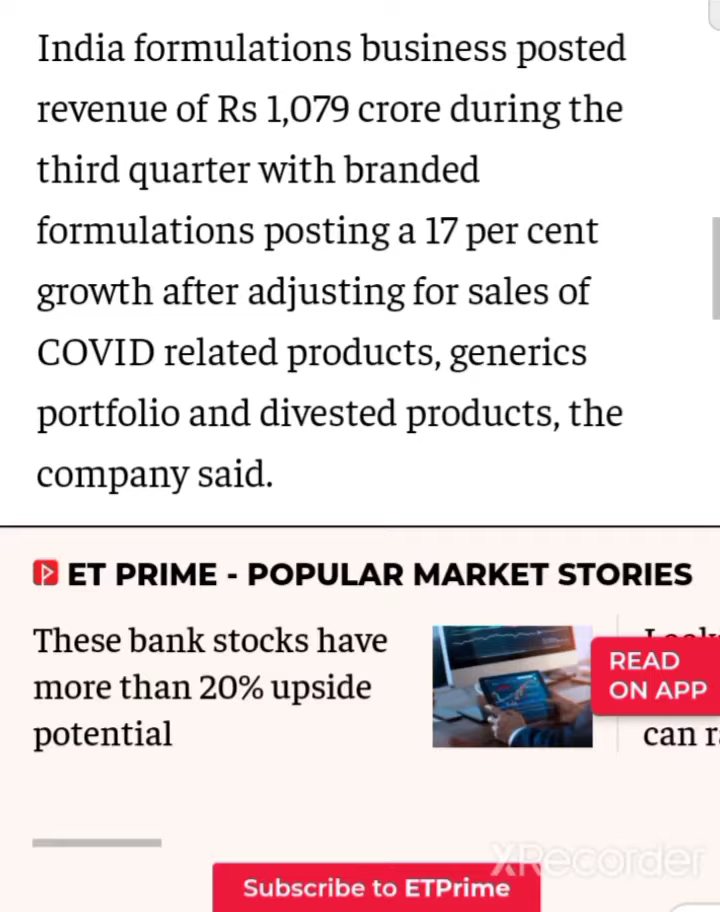 India formulations business posted
revenue of Rs 1,079 crore during the
third quarter with branded
formulations posting a 17 per cent
growth after adjusting for sales of
COVID related products, generics
portfolio and divested products, the
company said.
ET PRIME - POPULAR MARKET STORIES
These bank stocks have
more than 20% upside
potential
READ
ON APP
can
XRecorder
Subscribe to ETPrime